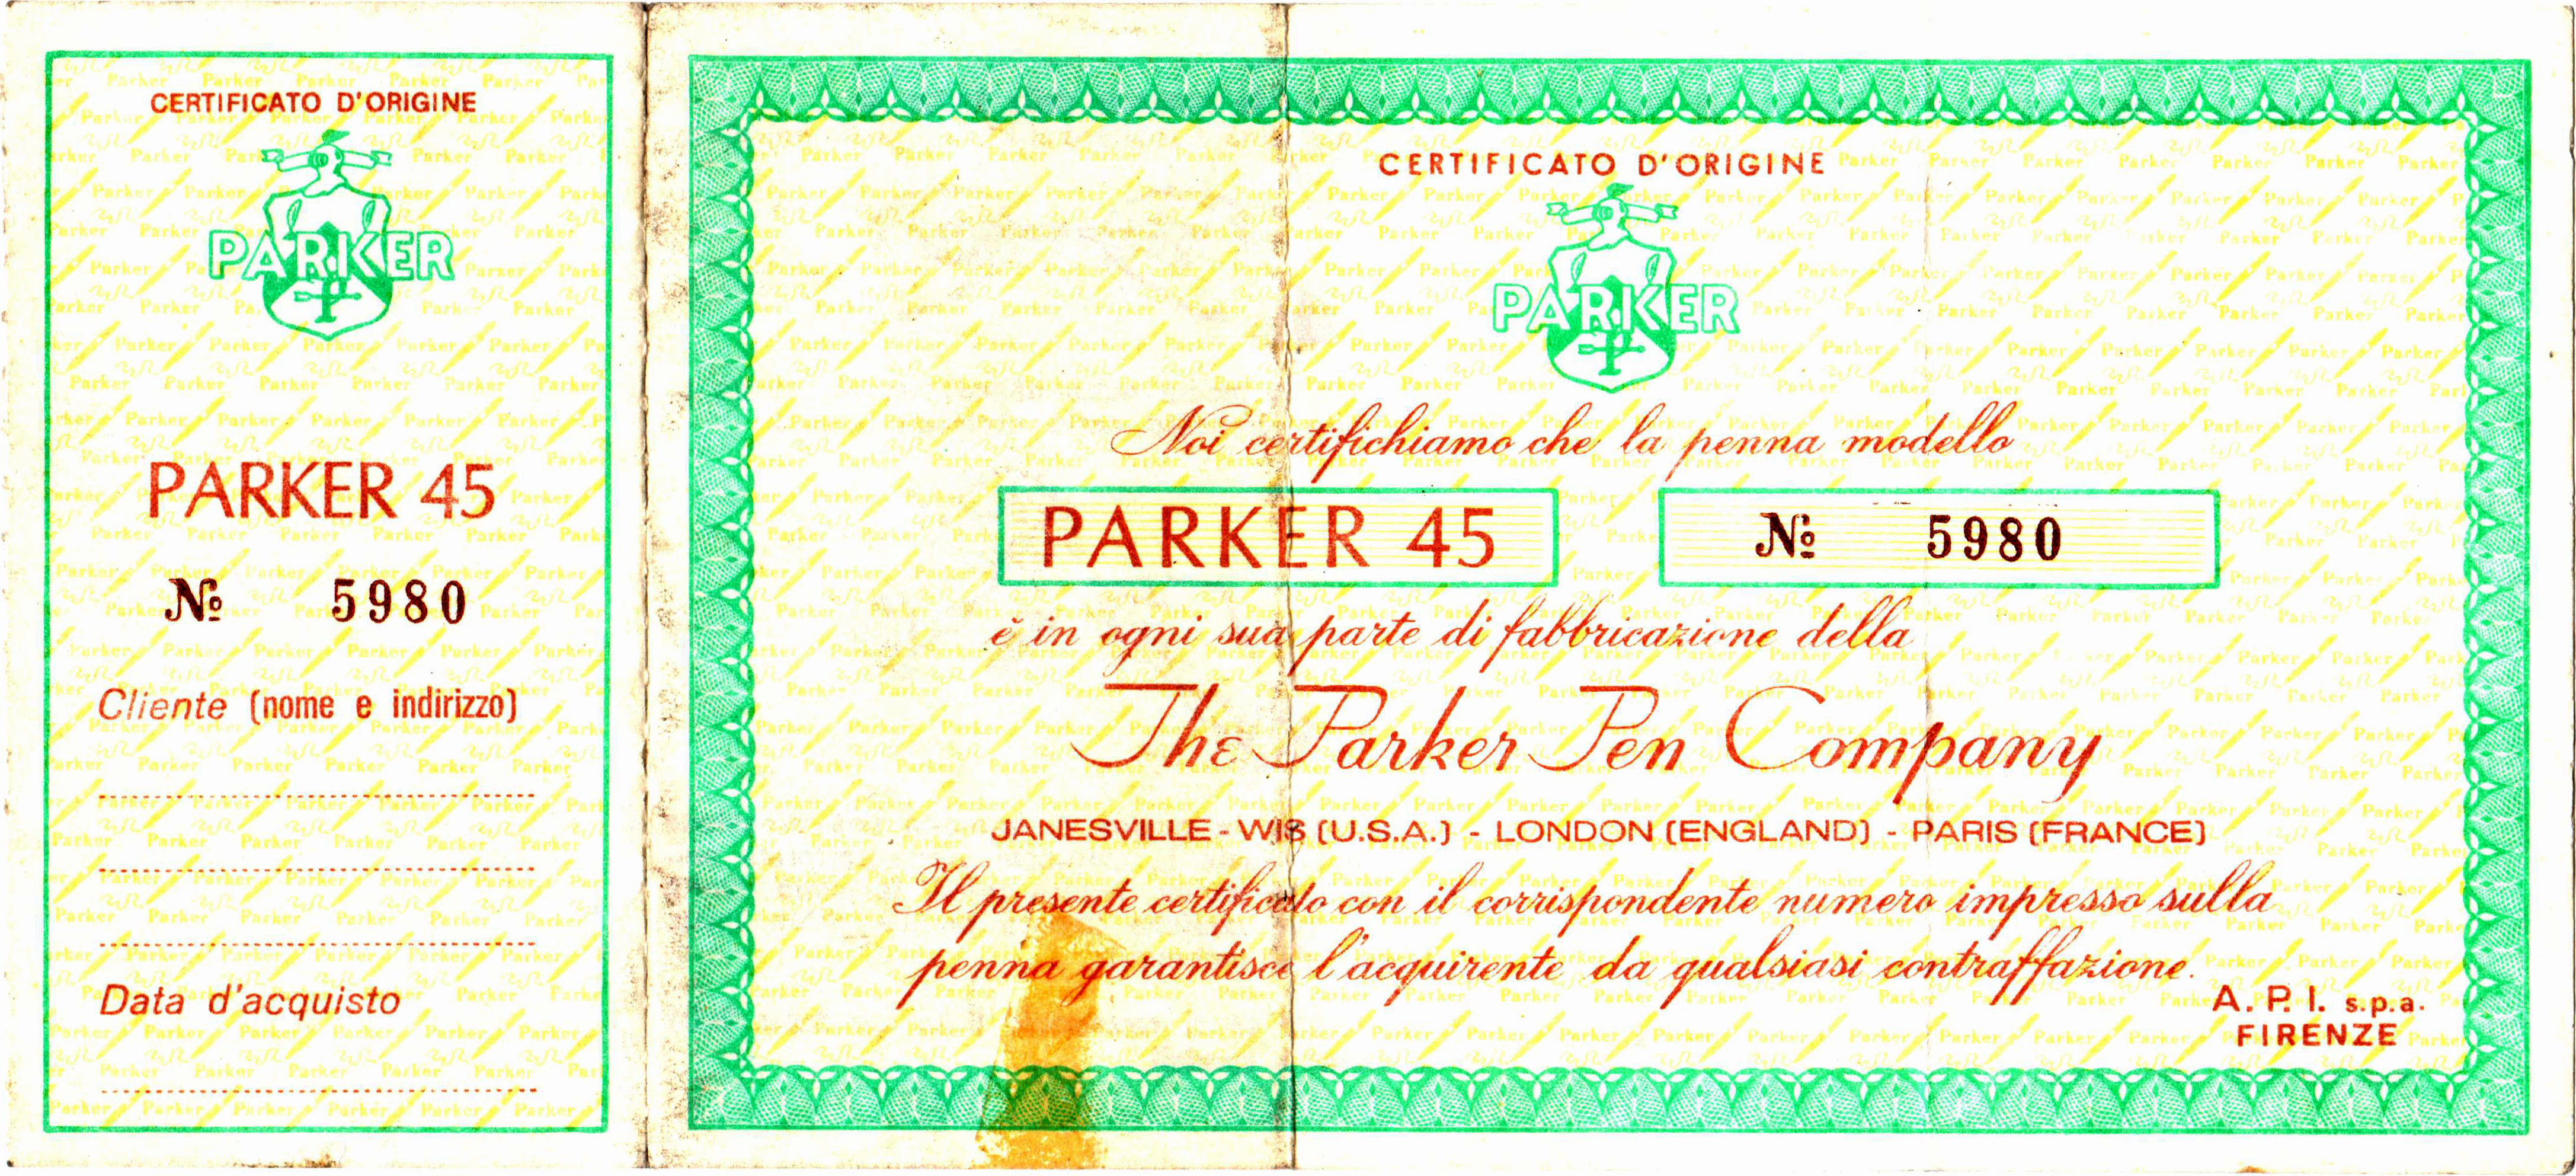 CERTIFICATO D'ORIGINE
PARKER
PARKER 45
№ 5980
Cliente (nome e indirizzo)
Data d'acquisto
CERTIFICATO D'ORIGINE
PARKER
Noi certifichiamo che la penna modello
PARKER 45 № 5980
è in ogni sua parte di fabbricazione della
The Parker Pen Company
JANESVILLE - WIS (U.S.A.) - LONDON (ENGLAND) - PARIS (FRANCE)
Il presente certificato con il corrispondente numero impresso sulla
penna garantisce l'acquirente da qualsiasi contraffazione.
A. P. I. s.p.a.
FIRENZE